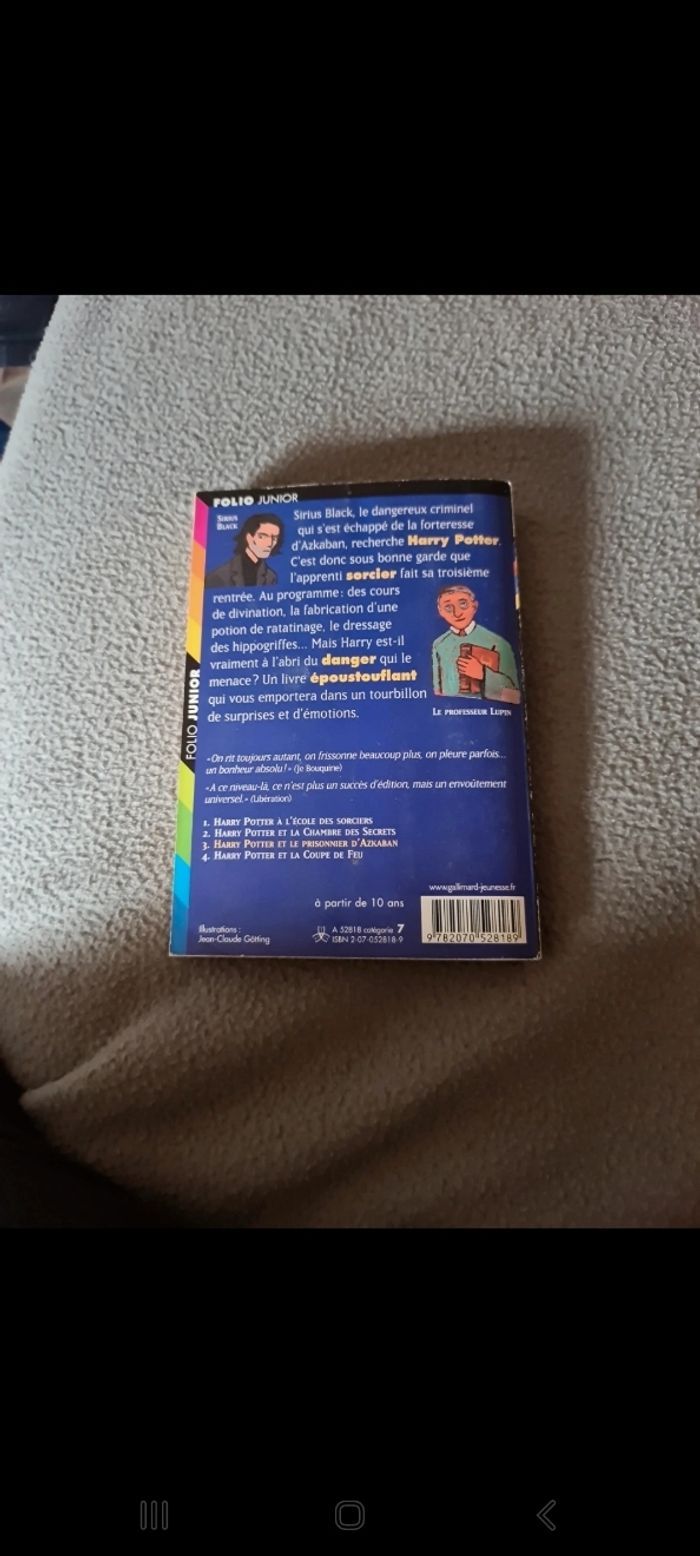 FOLIO JUNIOR
SIRIUS
BLACK
Sirius Black, le dangereux criminel
qui s'est échappé de la forteresse
d'Azkaban, recherche Harry Potter.
C'est donc sous bonne garde que
l'apprenti sorcier fait sa troisième
rentrée. Au programme : des cours
de divination, la fabrication d'une
potion de ratatinage, le dressage
des hippogriffes... Mais Harry est-il
vraiment à l'abri du danger qui le
menace ? Un livre époustouflant
qui vous emportera dans un tourbillon
de surprises et d'émotions.
LE PROFESSEUR LUPIN
FOLIO JUNIOR
«On rit toujours autant, on frissonne beaucoup plus, on pleure parfois...
un bonheur absolu!» (Je Bouquine)
«A ce niveau-là, ce n'est plus un succès d'édition, mais un envoûtement
universel.» (Libération)
1. HARRY POTTER À L'ÉCOLE DES SORCIERS
2. HARRY POTTER ET LA CHAMBRE DES SECRETS
3. HARRY POTTER ET LE PRISONNIER D'AZKABAN
4. HARRY POTTER ET LA COUPE DE FEU
www.gallimard-jeunesse.fr
à partir de 10 ans
Illustrations :
Jean-Claude Götting
A 52818 catégorie 7
ISBN 2-07-052818-9
9 782070 528189